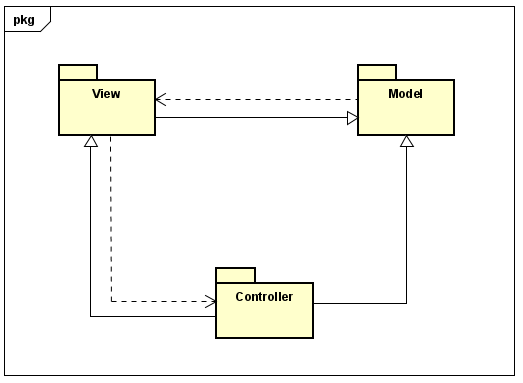 pkg
View
Model
Controller